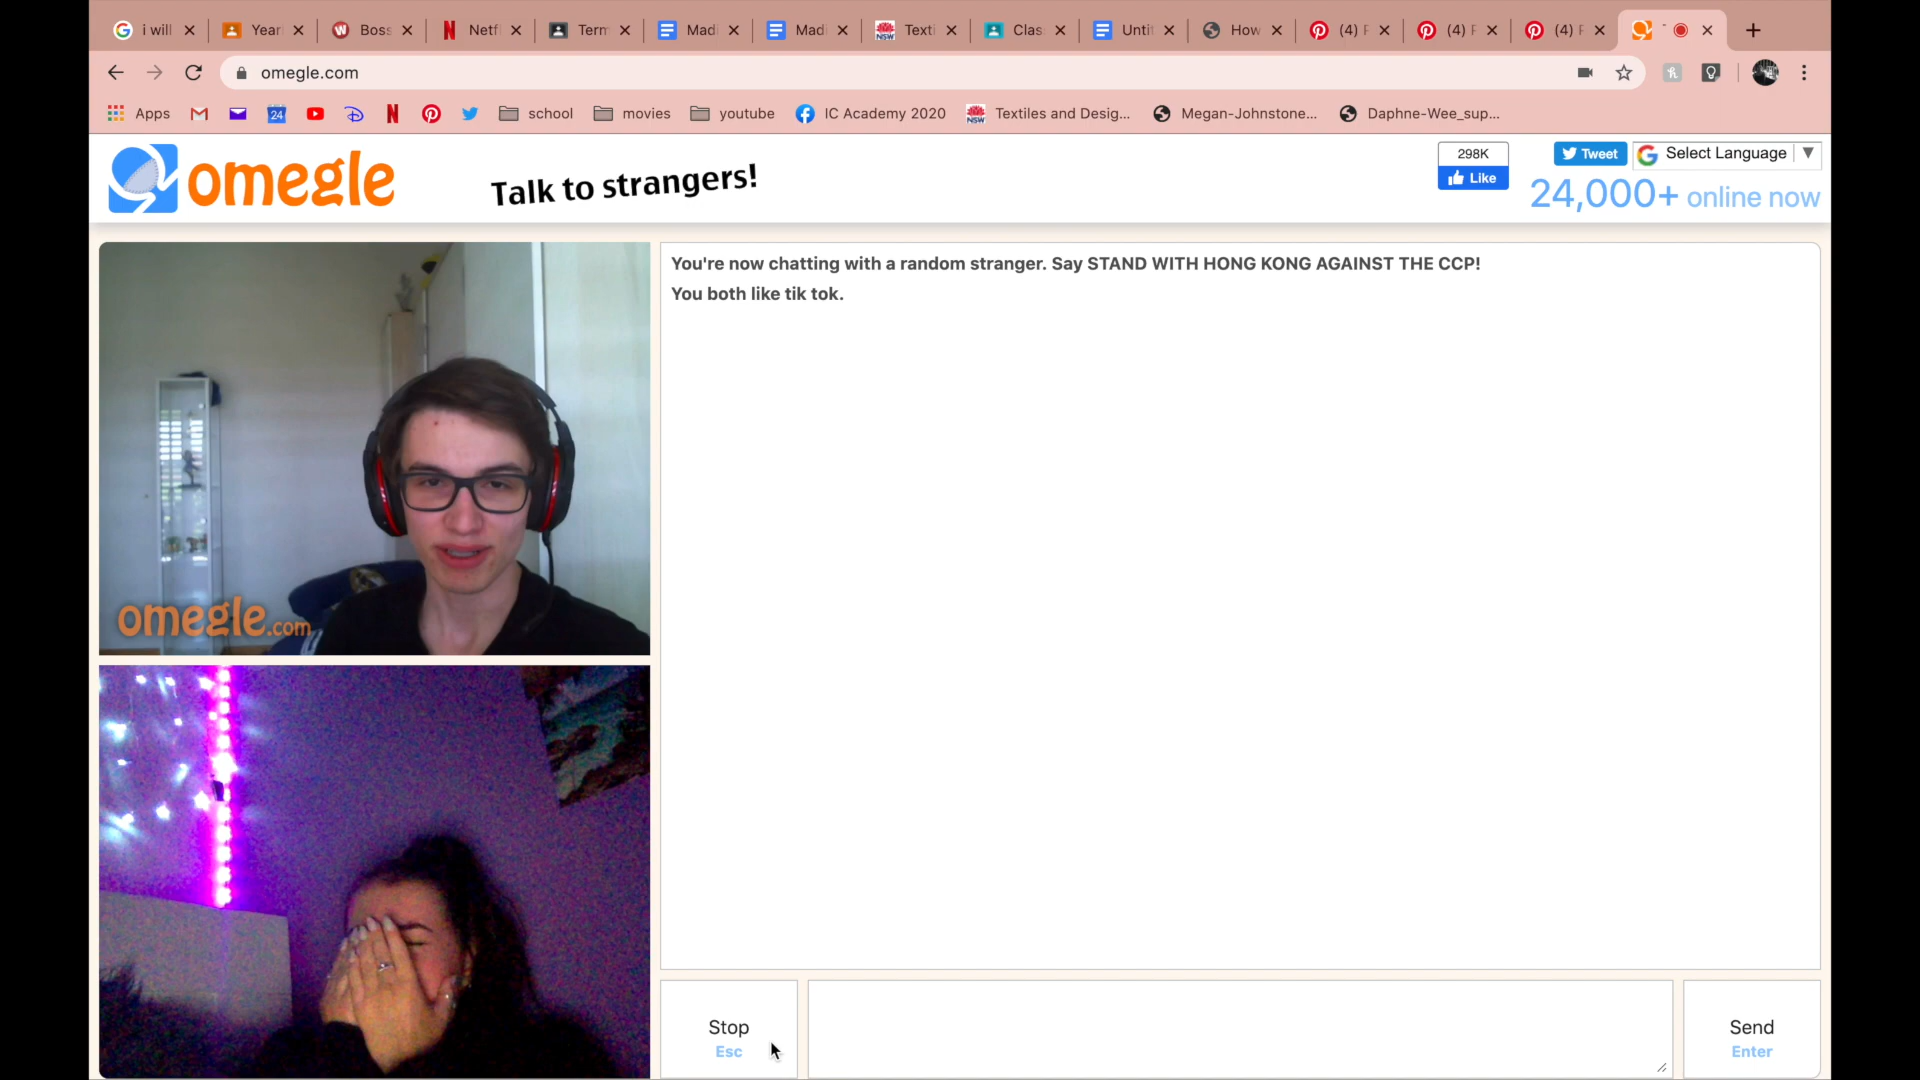 i will
Year
Boss
Netf
Term
Madi
Madi
Texti
Clas
Unti
How
(4) F
(4) F
(4) F
omegle.com
Apps
24
school
movies
youtube
IC Academy 2020
NSW
Textiles and Desig...
Megan-Johnstone...
Daphne-Wee_sup...
omegle
Talk to strangers!
298K
Like
Tweet
Select Language
24,000+ online now
You're now chatting with a random stranger. Say STAND WITH HONG KONG AGAINST THE CCP!
You both like tik tok.
omegle.com
Stop
Esc
Send
Enter